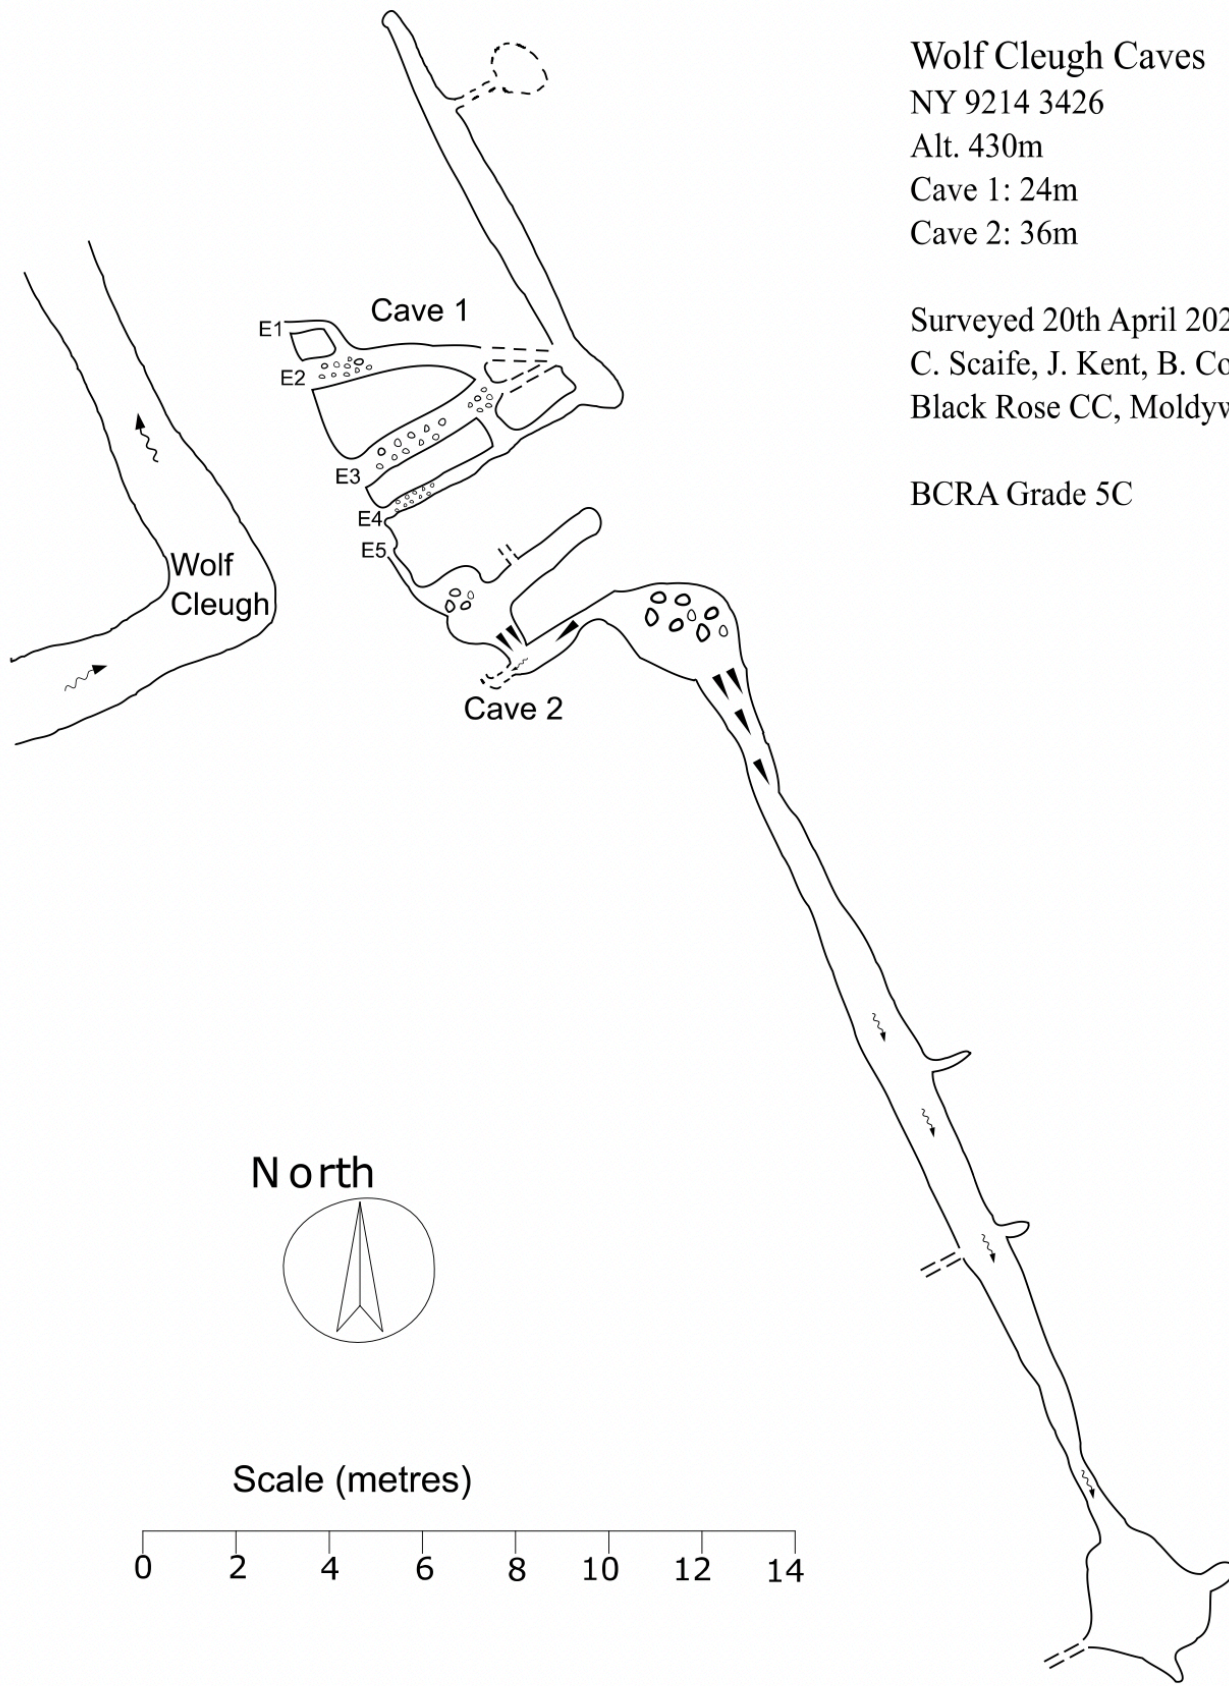 Wolf Cleugh Caves
NY 9214 3426
Alt. 430m
Cave 1: 24m
Cave 2: 36m
Surveyed 20th April
C. Scaife, J. Kent, B.
Black Rose CC,
BCRA Grade 5C
Cave 1
E1
E2
E3
E4
E5
Wolf
Cleugh
Cave 2
North
Scale (metres)
0 2 4 6 8 10 12 14